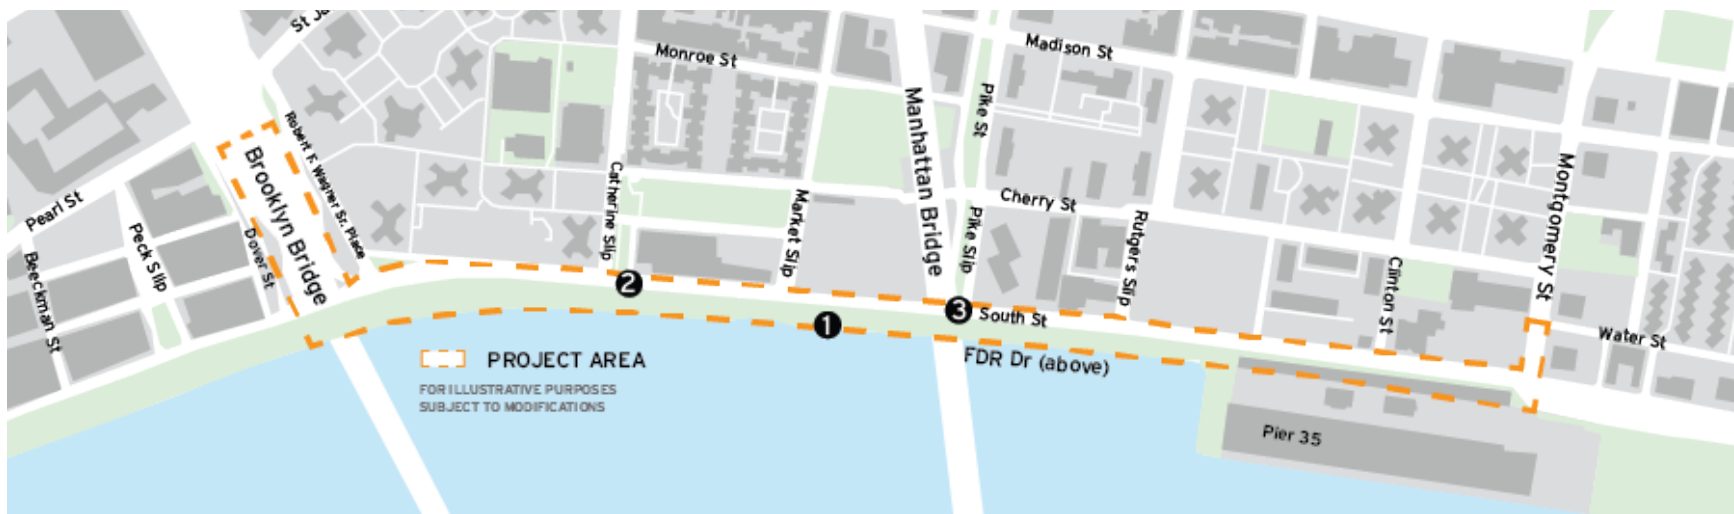 St Ja
Monroe St
Madison St
Pike St
Manhattan Bridge
Robert F. Wagner Sr. Place
Brooklyn Bridge
Pearl St
Peck Slip
Beeckman St
Dover St
Catherine Slip
Market Slip
Cherry St
Pike Slip
Rutgers Slip
Clinton St
Montgomery St
Water St
2
1
3
South St
FDR Dr (above)
PROJECT AREA
FOR ILLUSTRATIVE PURPOSES
SUBJECT TO MODIFICATIONS
Pier 35